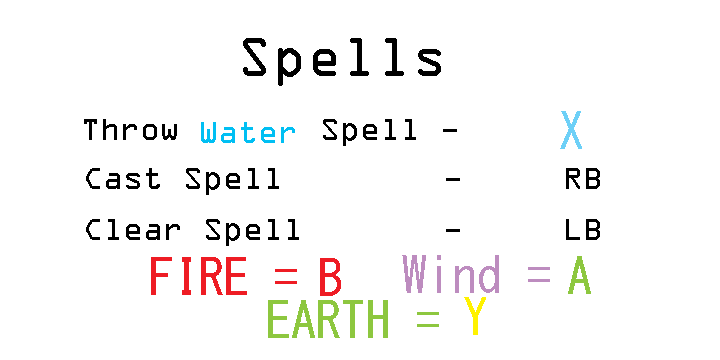 Spells
Throw Water Spell - X
Cast Spell - RB
Clear Spell - LB
FIRE = B Wind = A
EARTH = Y